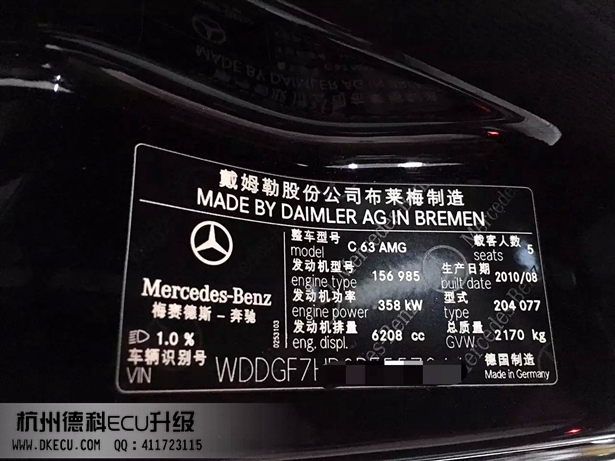 戴姆勒股份公司布莱梅制造
MADE BY DAIMLER AG IN BREMEN
整车型号 model C 63 AMG 载客人数 seats 5
发动机型号 engine type 156 985 生产日期 built date 2010/08
发动机功率 engine power 358 kW 型式 type 204 077
发动机排量 engine displ. 6208 cc 总质量 GVW 2170 kg
Mercedes-Benz
梅赛德斯-奔驰
0253103
1.0 %
车辆识别号 VIN WDDGF7
德国制造
Made in Germany
杭州德科ECU升级
www.DKECU.com QQ:411723115